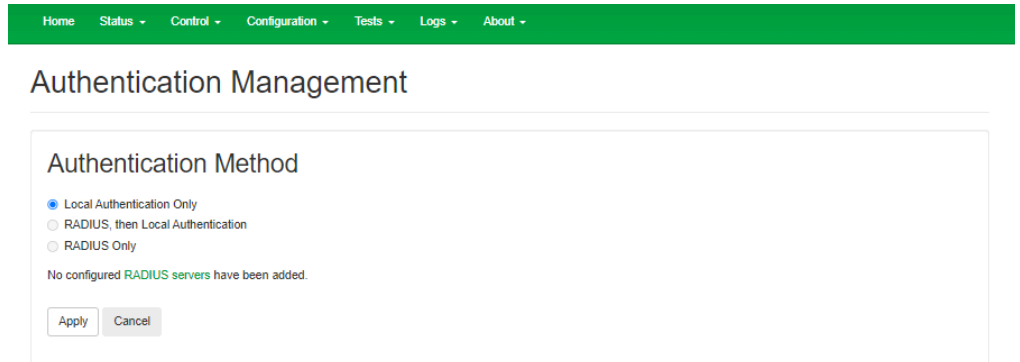 Home Status Control Configuration Tests Logs About
Authentication Management
Authentication Method
Local Authentication Only
RADIUS, then Local Authentication
RADIUS Only
No configured RADIUS servers have been added.
Apply Cancel